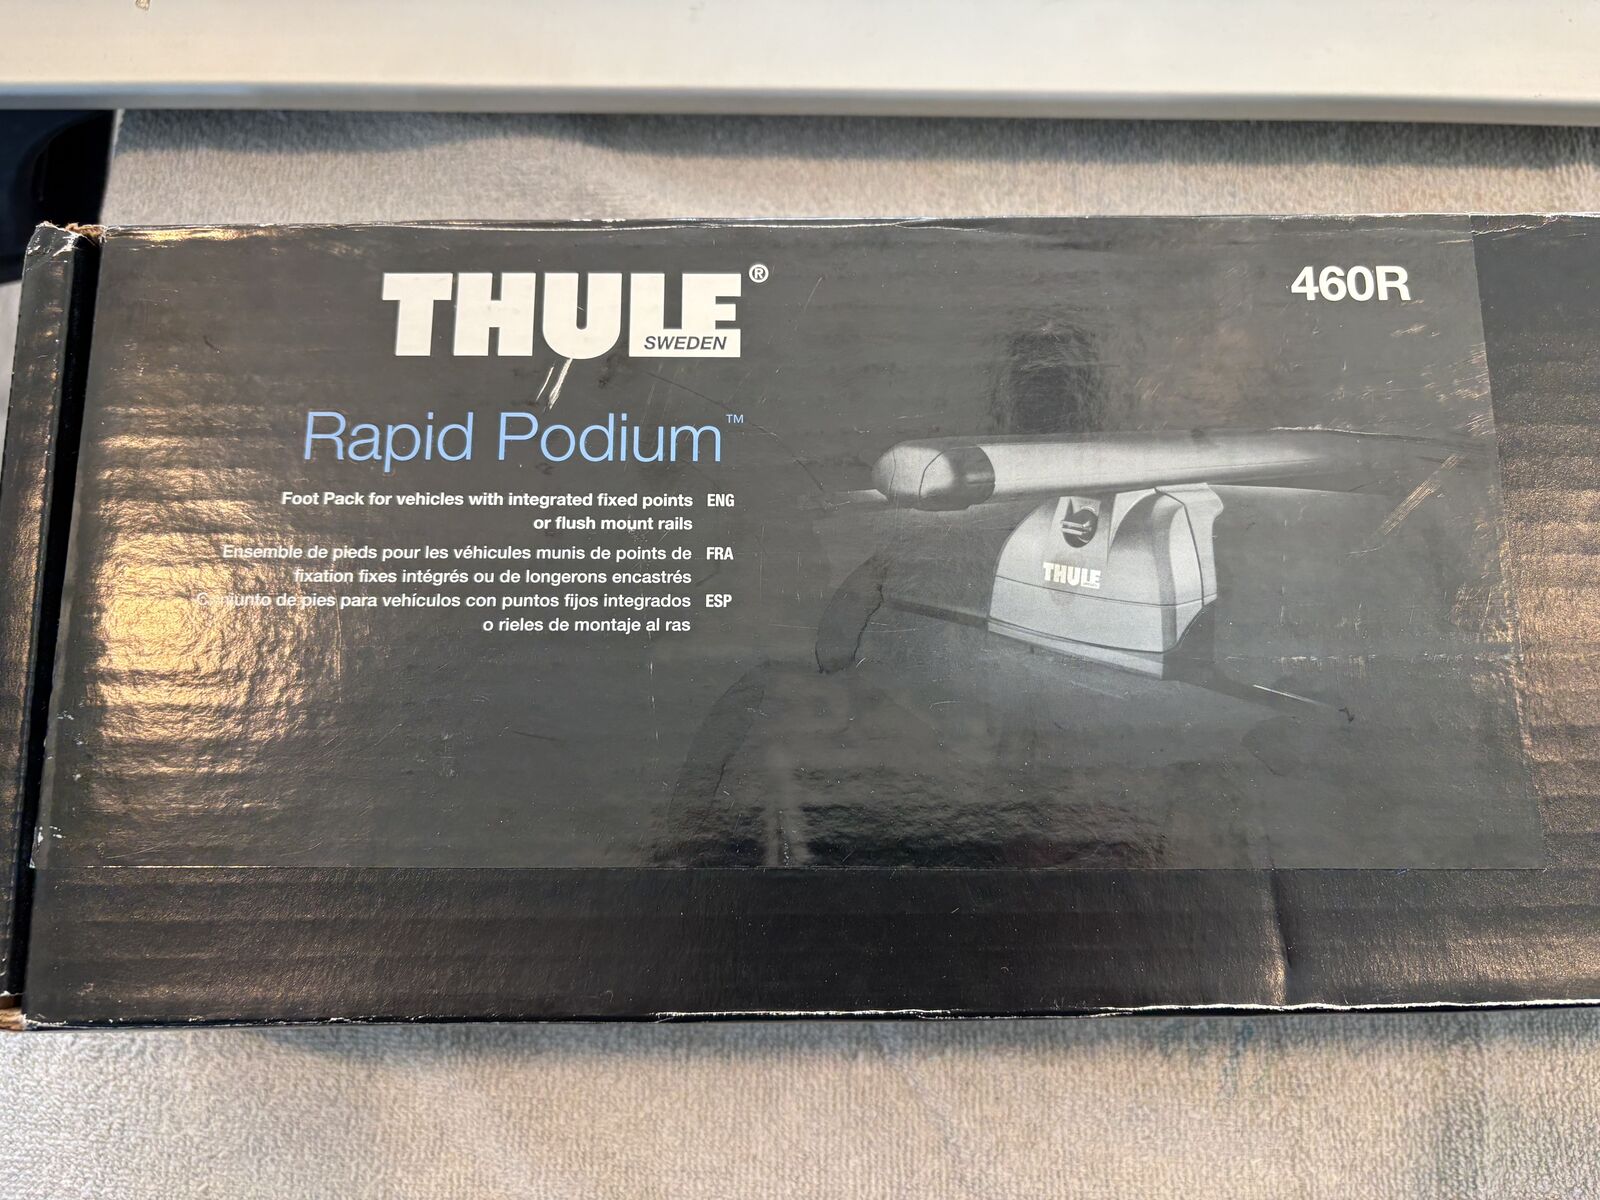 THULE®
SWEDEN
460R
Rapid Podium™
Foot Pack for vehicles with integrated fixed points ENG
or flush mount rails
Ensemble de pieds pour les véhicules munis de points de FRA
fixation fixes intégrés ou de longerons encastrés
Conjunto de pies para vehículos con puntos fijos integrados ESP
o rieles de montaje al ras
THULE